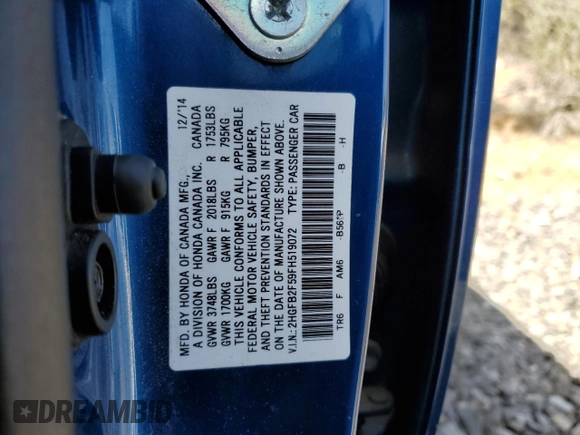 MFD. BY HONDA OF CANADA MFG., 12/'14
A DIVISION OF HONDA CANADA INC. CANADA
GVWR 3748LBS GAWR F 2018LBS R 1753LBS
GVWR 1700KG GAWR F 915KG R 795KG
THIS VEHICLE CONFORMS TO ALL APPLICABLE
FEDERAL MOTOR VEHICLE SAFETY, BUMPER,
AND THEFT PREVENTION STANDARDS IN EFFECT
ON THE DATE OF MANUFACTURE SHOWN ABOVE.
V.I.N.: 2HGFB2F59FH519072 TYPE: PASSENGER CAR
TR6 F AM6 -B -H
DREAMBID